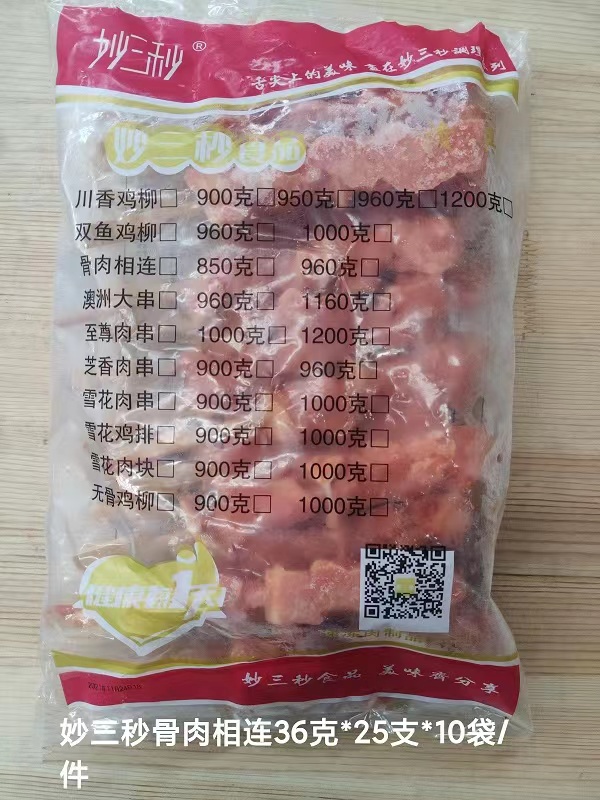 妙三秒®
舌尖上的美味 盡在妙三秒調理系列
妙三秒食品
川香鸡柳□ 900克□950克□960克□1200克□
双鱼鸡柳□ 960克□ 1000克□
骨肉相连□ 850克□ 960克□
澳洲大串□ 960克□ 1160克□
至尊肉串□ 1000克□ 1200克□
芝香肉串□ 900克□ 960克□
雪花肉串□ 900克□ 1000克□
雪花鸡排□ 900克□ 1000克□
雪花肉块□ 900克□ 1000克□
无骨鸡柳□ 900克□ 1000克□
妙三秒食品 美味齊分享
妙三秒骨肉相连36克*25支*10袋/
件